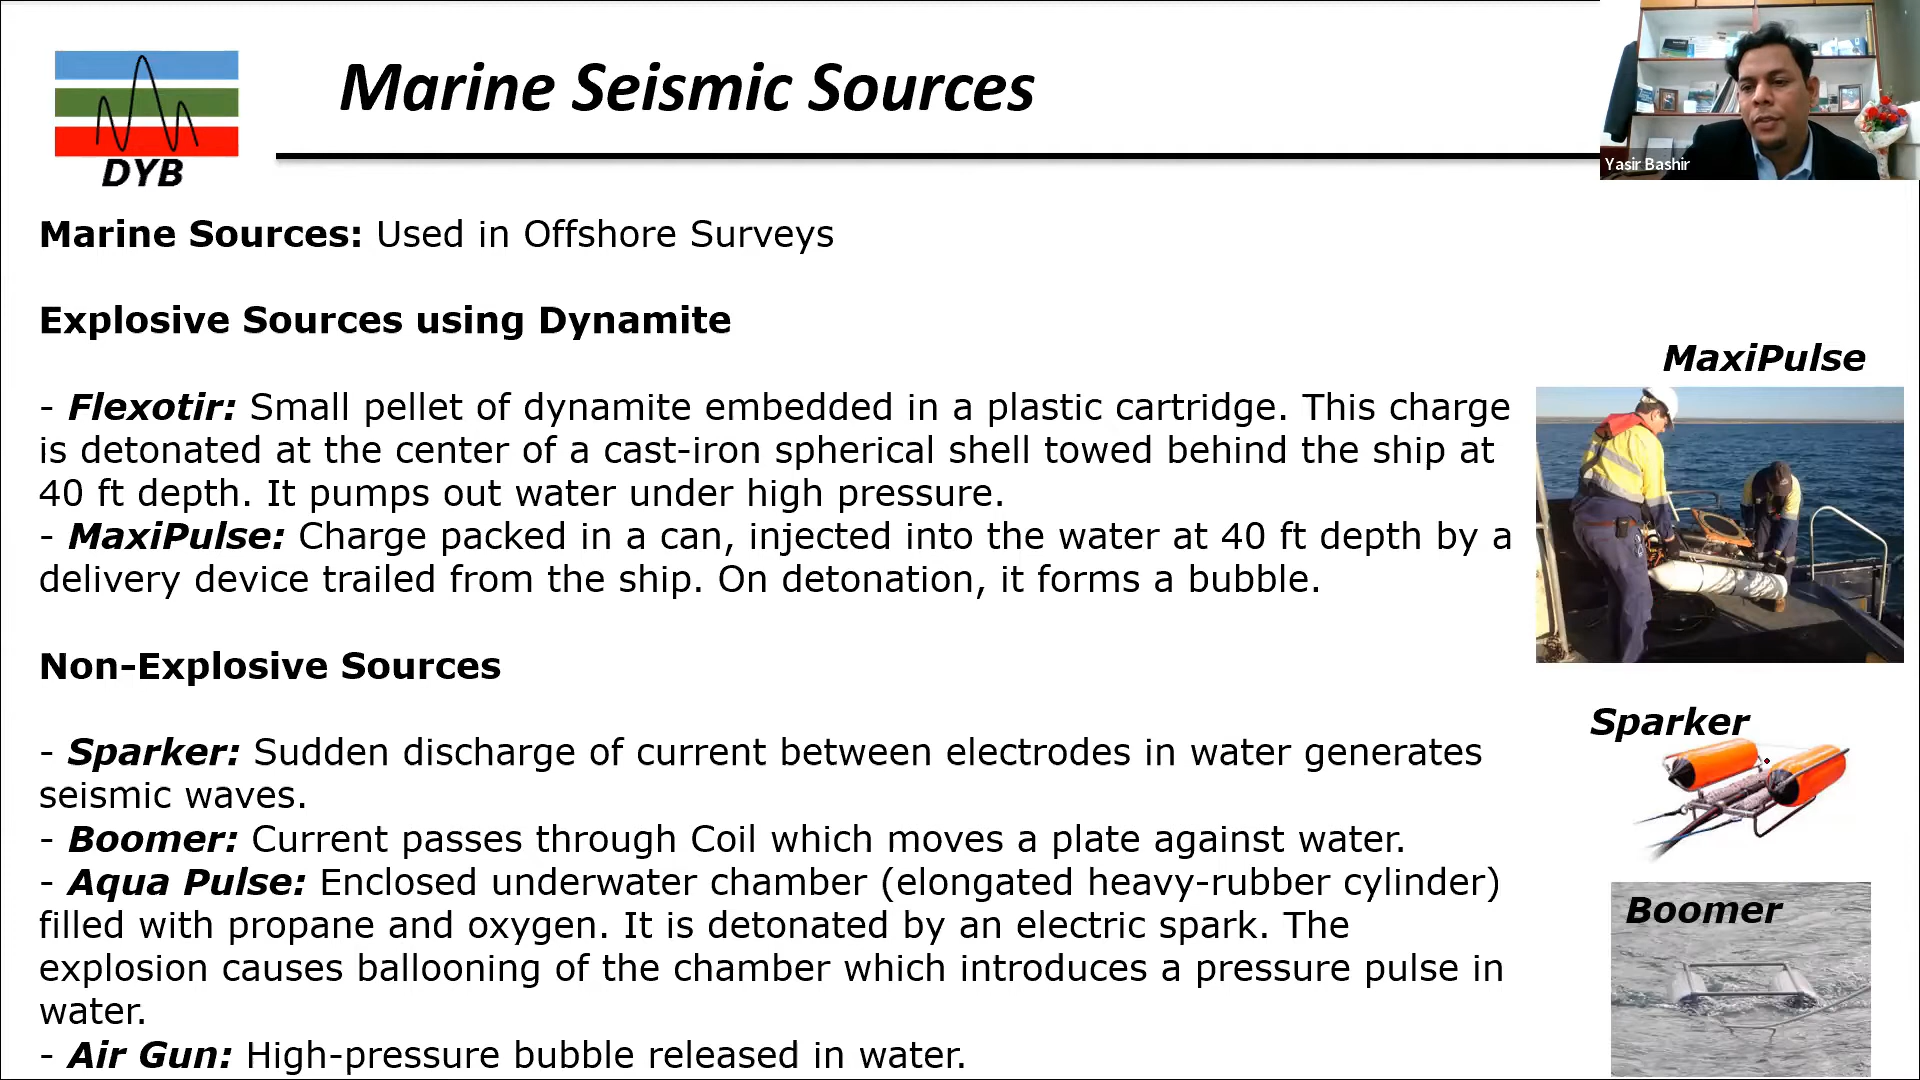 Marine Seismic Sources
DYB
Yasir Bashir
Marine Sources: Used in Offshore Surveys
Explosive Sources using Dynamite
- Flexotir: Small pellet of dynamite embedded in a plastic cartridge. This charge
is detonated at the center of a cast-iron spherical shell towed behind the ship at
40 ft depth. It pumps out water under high pressure.
- MaxiPulse: Charge packed in a can, injected into the water at 40 ft depth by a
delivery device trailed from the ship. On detonation, it forms a bubble.
Non-Explosive Sources
- Sparker: Sudden discharge of current between electrodes in water generates
seismic waves.
- Boomer: Current passes through Coil which moves a plate against water.
- Aqua Pulse: Enclosed underwater chamber (elongated heavy-rubber cylinder)
filled with propane and oxygen. It is detonated by an electric spark. The
explosion causes ballooning of the chamber which introduces a pressure pulse in
water.
- Air Gun: High-pressure bubble released in water.
MaxiPulse
Sparker
Boomer